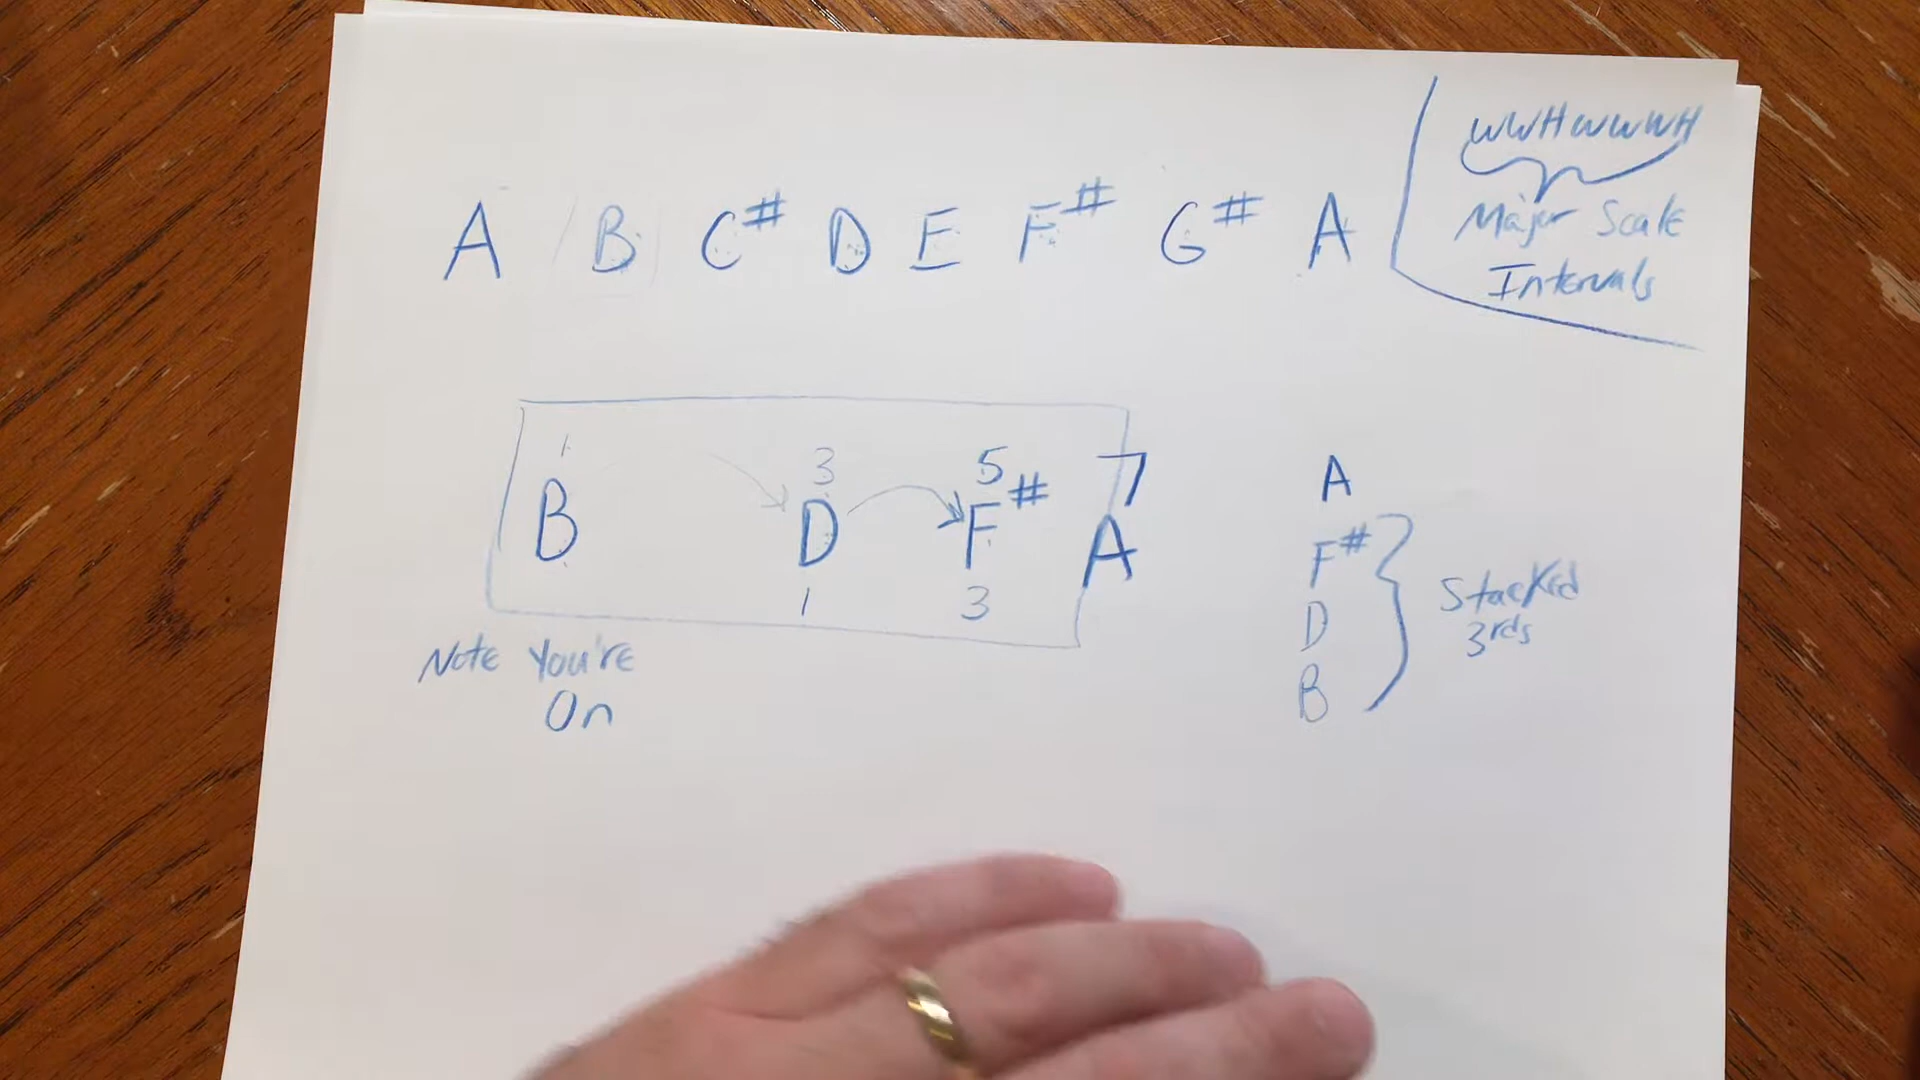 WWHWWWH
Major Scale
Intervals
A B C# D E F# G# A
1 3 5 7
B D F# A
1 3
Note You're
On
A
F#
D
B
Stacked
3rds